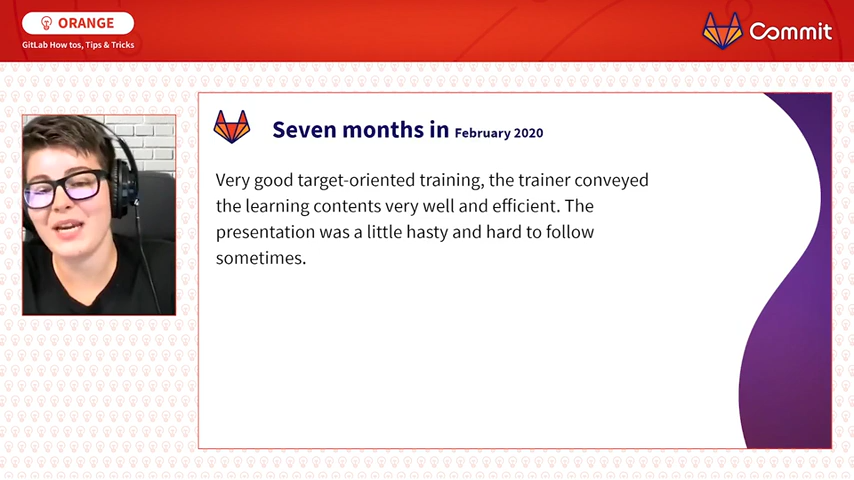 ORANGE
GitLab How tos, Tips & Tricks
Commit
Seven months in February 2020
Very good target-oriented training, the trainer conveyed
the learning contents very well and efficient. The
presentation was a little hasty and hard to follow
sometimes.